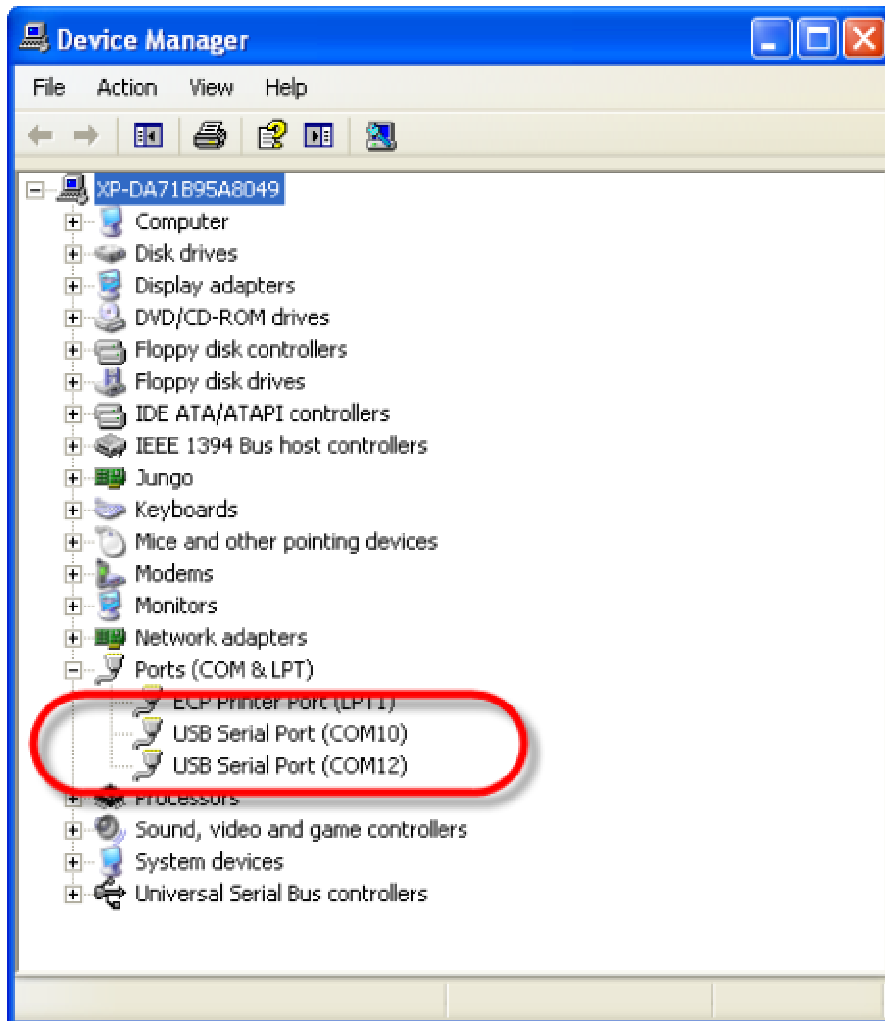 Device Manager
File Action View Help
XP-DA71B95A8049
Computer
Disk drives
Display adapters
DVD/CD-ROM drives
Floppy disk controllers
Floppy disk drives
IDE ATA/ATAPI controllers
IEEE 1394 Bus host controllers
Jungo
Keyboards
Mice and other pointing devices
Modems
Monitors
Network adapters
Ports (COM & LPT)
ECP Printer Port (LPT1)
USB Serial Port (COM10)
USB Serial Port (COM12)
Processors
Sound, video and game controllers
System devices
Universal Serial Bus controllers